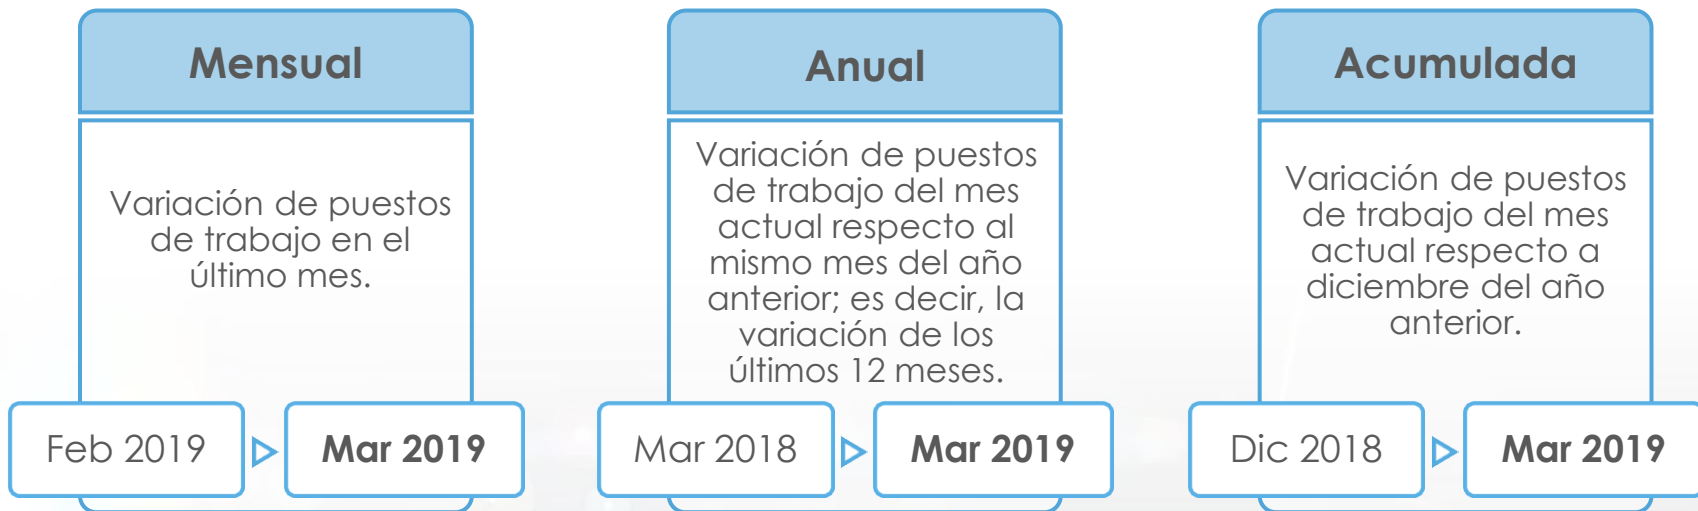 Mensual
Variación de puestos
de trabajo en el
último mes.
Feb 2019
Mar 2019
Anual
Variación de puestos
de trabajo del mes
actual respecto al
mismo mes del año
anterior; es decir, la
variación de los
últimos 12 meses.
Mar 2018
Mar 2019
Acumulada
Variación de puestos
de trabajo del mes
actual respecto a
diciembre del año
anterior.
Dic 2018
Mar 2019